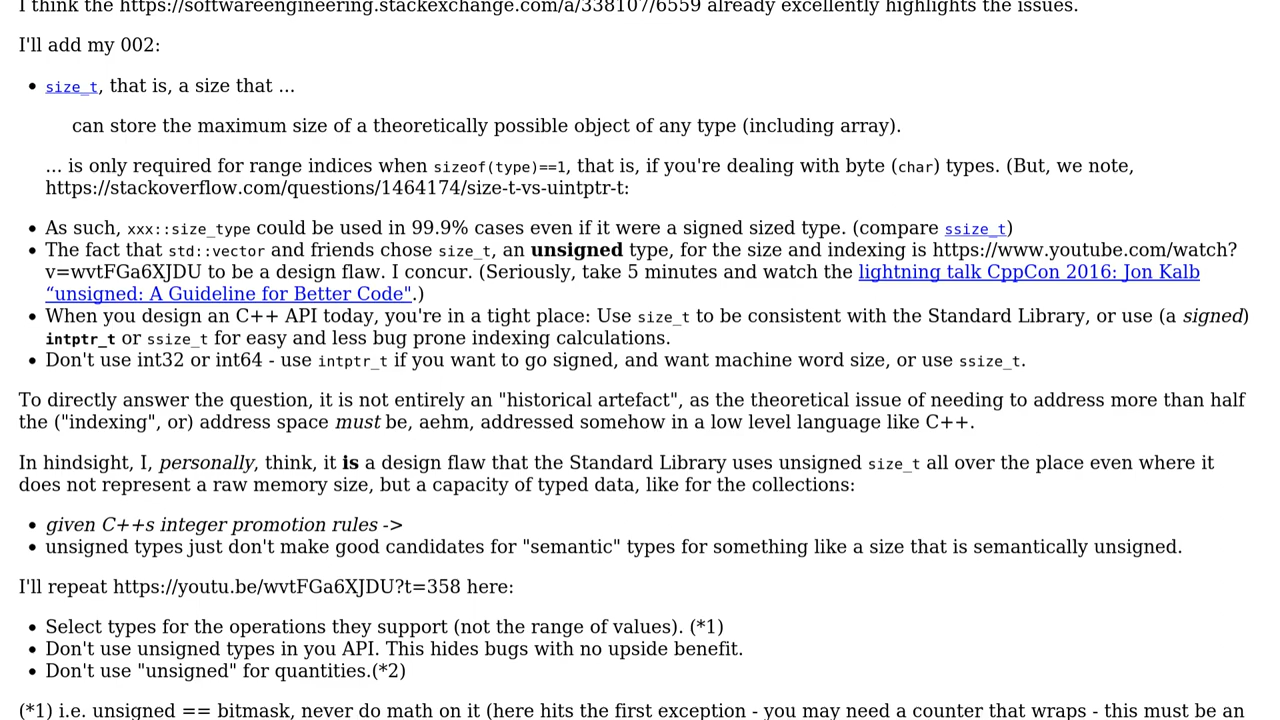 I think the https://softwareengineering.stackexchange.com/a/338107/6559 already excellently highlights the issues.
I'll add my 002:
• size_t, that is, a size that ...
can store the maximum size of a theoretically possible object of any type (including array).
... is only required for range indices when sizeof(type)==1, that is, if you're dealing with byte (char) types. (But, we note,
https://stackoverflow.com/questions/1464174/size-t-vs-uintptr-t:
• As such, xxx::size_type could be used in 99.9% cases even if it were a signed sized type. (compare ssize_t)
• The fact that std::vector and friends chose size_t, an unsigned type, for the size and indexing is https://www.youtube.com/watch?
v=wvtFGa6XJDU to be a design flaw. I concur. (Seriously, take 5 minutes and watch the lightning talk CppCon 2016: Jon Kalb
“unsigned: A Guideline for Better Code".)
• When you design an C++ API today, you're in a tight place: Use size_t to be consistent with the Standard Library, or use (a signed)
intptr_t or ssize_t for easy and less bug prone indexing calculations.
• Don't use int32 or int64 - use intptr_t if you want to go signed, and want machine word size, or use ssize_t.
To directly answer the question, it is not entirely an "historical artefact", as the theoretical issue of needing to address more than half
the ("indexing", or) address space must be, aehm, addressed somehow in a low level language like C++.
In hindsight, I, personally, think, it is a design flaw that the Standard Library uses unsigned size_t all over the place even where it
does not represent a raw memory size, but a capacity of typed data, like for the collections:
• given C++s integer promotion rules ->
• unsigned types just don't make good candidates for "semantic" types for something like a size that is semantically unsigned.
I'll repeat https://youtu.be/wvtFGa6XJDU?t=358 here:
• Select types for the operations they support (not the range of values). (*1)
• Don't use unsigned types in you API. This hides bugs with no upside benefit.
• Don't use "unsigned" for quantities.(*2)
(*1) i.e. unsigned == bitmask, never do math on it (here hits the first exception - you may need a counter that wraps - this must be an